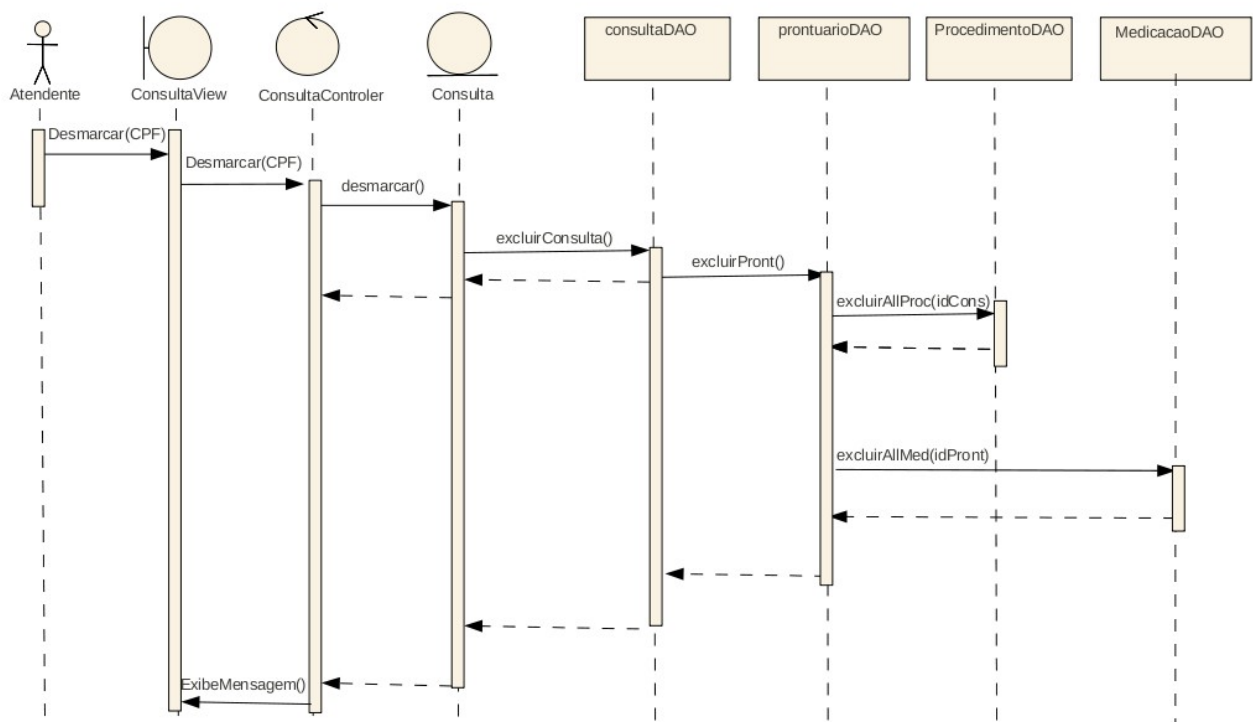 consultaDAO
prontuarioDAO
ProcedimentoDAO
MedicacaoDAO
Atendente
ConsultaView
ConsultaControler
Consulta
Desmarcar(CPF)
Desmarcar(CPF)
desmarcar()
excluirConsulta()
excluirPront()
excluirAllProc(idCons)
excluirAllMed(idPront)
ExibeMensagem()